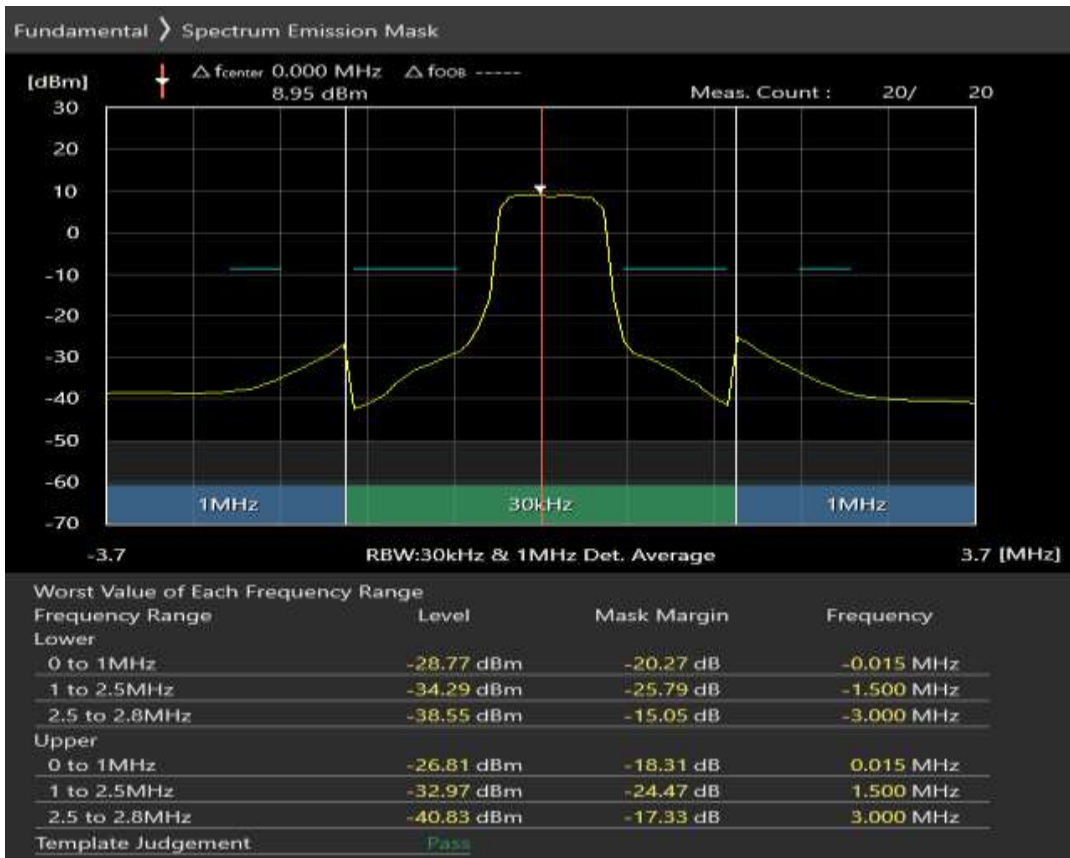 Fundamental 〉 Spectrum Emission Mask
[dBm] △ fcenter 0.000 MHz △ fOOB -----
8.95 dBm Meas. Count : 20/ 20
30
20
10
0
-10
-20
-30
-40
-50
-60
1MHz 30kHz 1MHz
-70
-3.7 RBW:30kHz & 1MHz Det. Average 3.7 [MHz]
Worst Value of Each Frequency Range
Frequency Range Level Mask Margin Frequency
Lower
0 to 1MHz -28.77 dBm -20.27 dB -0.015 MHz
1 to 2.5MHz -34.29 dBm -25.79 dB -1.500 MHz
2.5 to 2.8MHz -38.55 dBm -15.05 dB -3.000 MHz
Upper
0 to 1MHz -26.81 dBm -18.31 dB 0.015 MHz
1 to 2.5MHz -32.97 dBm -24.47 dB 1.500 MHz
2.5 to 2.8MHz -40.83 dBm -17.33 dB 3.000 MHz
Template Judgement Pass